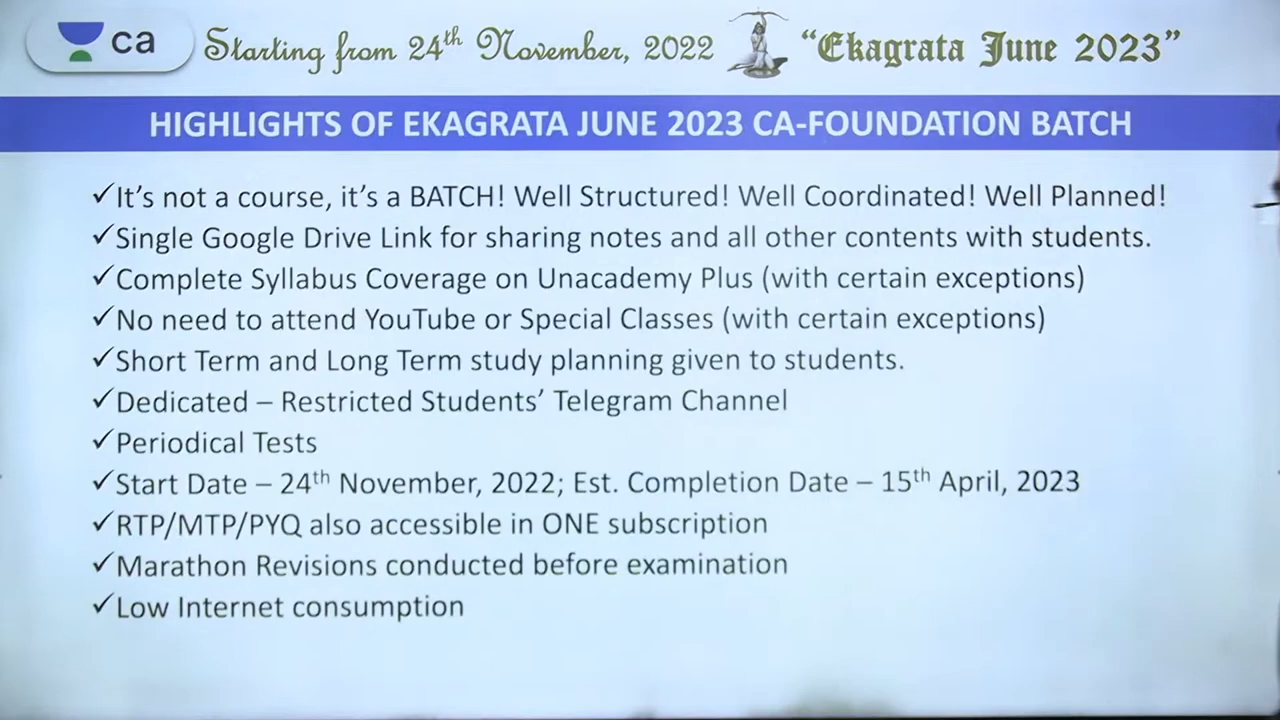 ca Starting from 24th November, 2022 “Ekagrata June 2023”
HIGHLIGHTS OF EKAGRATA JUNE 2023 CA-FOUNDATION BATCH
✓It’s not a course, it’s a BATCH! Well Structured! Well Coordinated! Well Planned!
✓Single Google Drive Link for sharing notes and all other contents with students.
✓Complete Syllabus Coverage on Unacademy Plus (with certain exceptions)
✓No need to attend YouTube or Special Classes (with certain exceptions)
✓Short Term and Long Term study planning given to students.
✓Dedicated – Restricted Students’ Telegram Channel
✓Periodical Tests
✓Start Date – 24th November, 2022; Est. Completion Date – 15th April, 2023
✓RTP/MTP/PYQ also accessible in ONE subscription
✓Marathon Revisions conducted before examination
✓Low Internet consumption